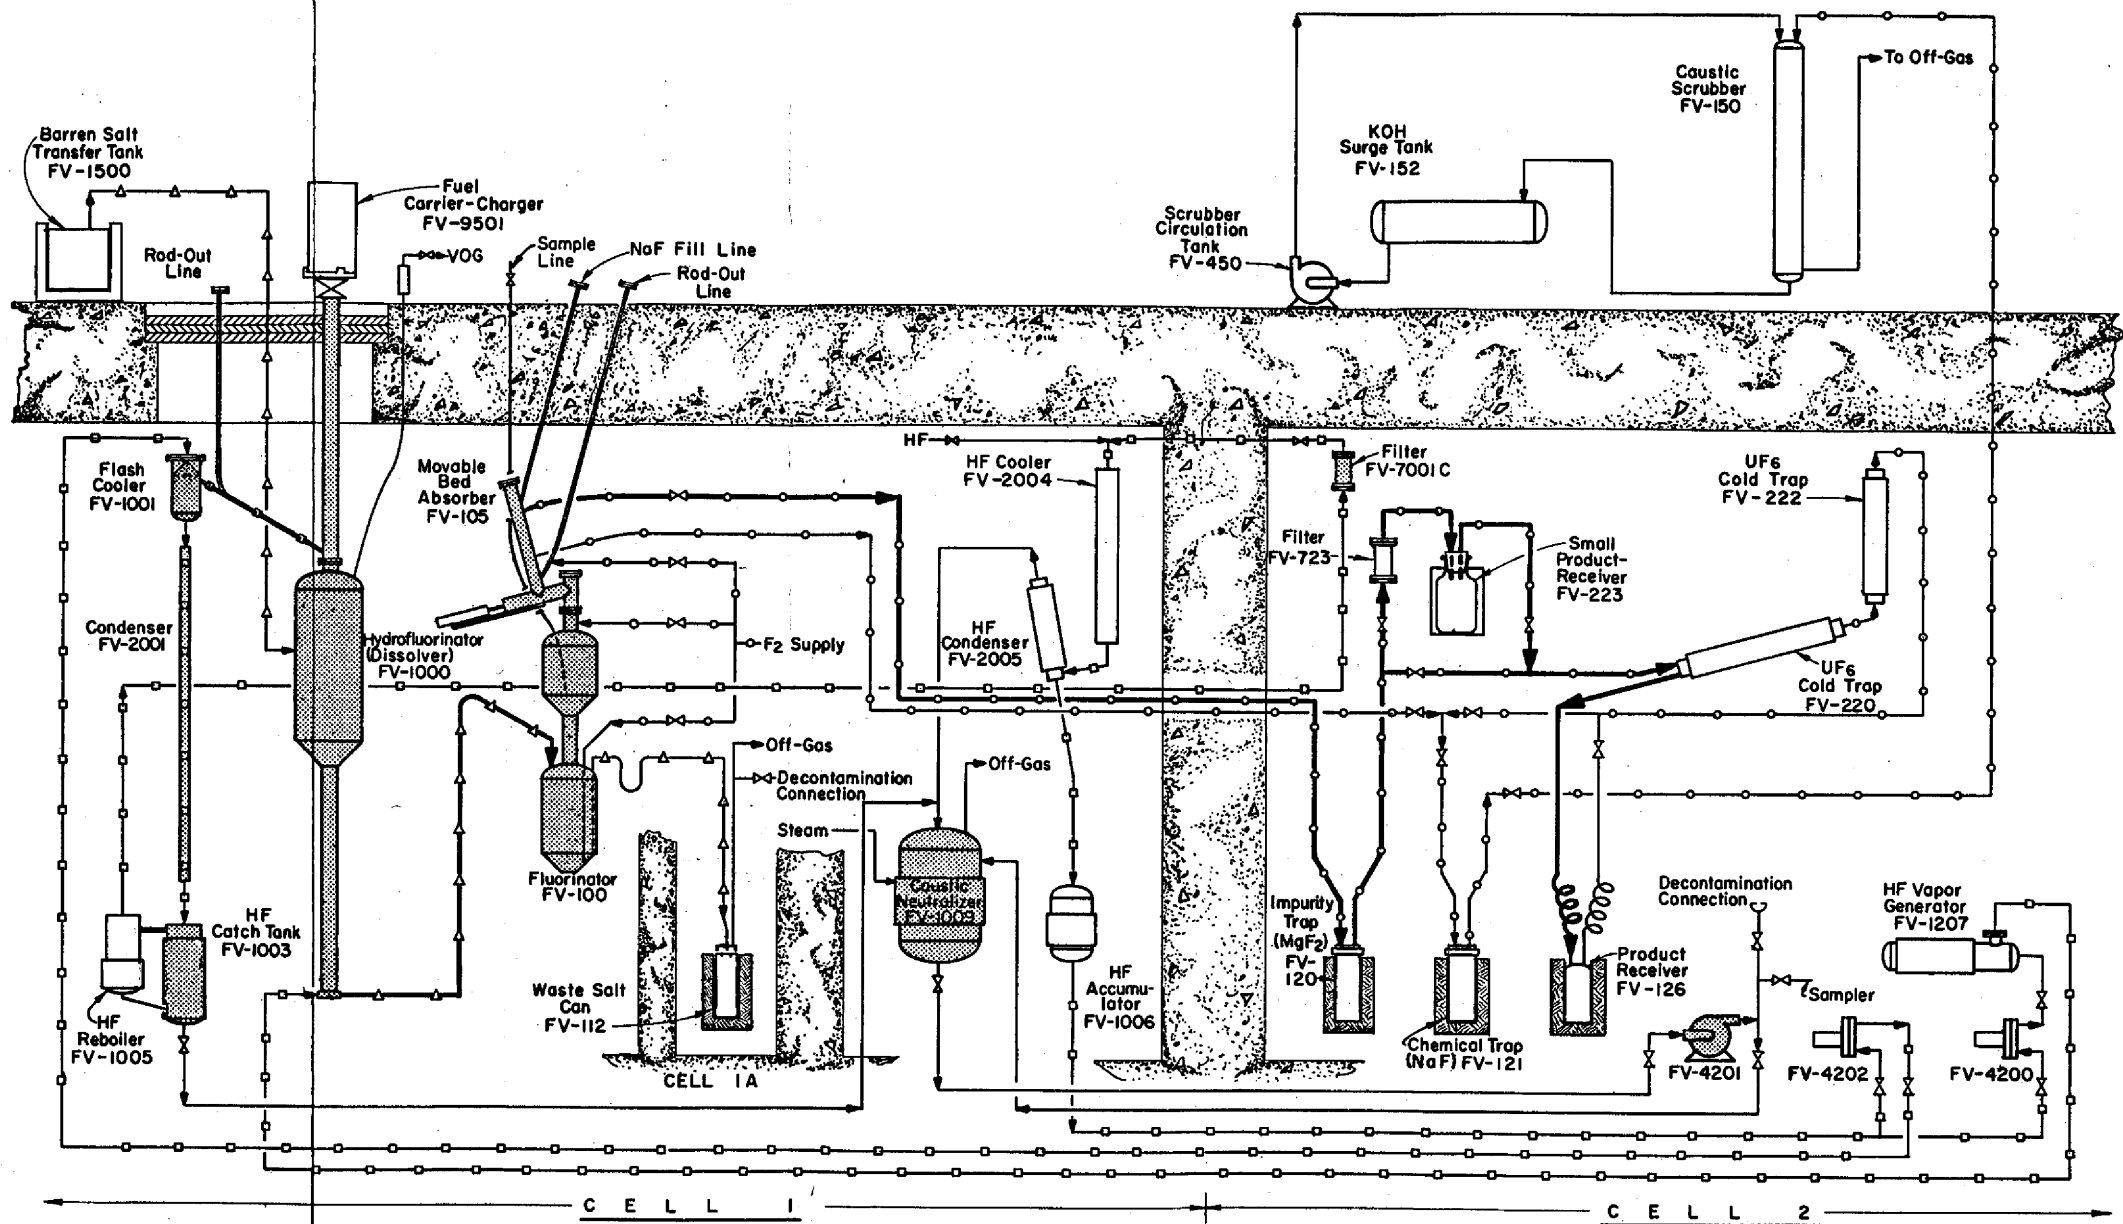 Barren Salt
Transfer Tank
FV-1500
Rod-Out
Line
Fuel
Carrier-Charger
FV-9501
VOG
Sample
Line
NaF Fill Line
Rod-Out
Line
Scrubber
Circulation
Tank
FV-450
KOH
Surge Tank
FV-152
Caustic
Scrubber
FV-150
To Off-Gas
Flash
Cooler
FV-1001
Condenser
FV-2001
Hydrofluorinator
(Dissolver)
FV-1000
Movable
Bed
Absorber
FV-105
F2 Supply
HF
HF Cooler
FV-2004
HF
Condenser
FV-2005
Filter
FV-7001C
Filter
FV-723
Small
Product-
Receiver
FV-223
UF6
Cold Trap
FV-222
UF6
Cold Trap
FV-220
Off-Gas
Decontamination
Connection
Steam
Off-Gas
Fluorinator
FV-100
Caustic
Neutralizer
FV-1009
HF
Catch Tank
FV-1003
HF
Reboiler
FV-1005
Waste Salt
Can
FV-112
CELL 1A
HF
Accumu-
lator
FV-1006
Impurity
Trap
(MgF2)
FV-
120
Chemical Trap
(NaF) FV-121
Product
Receiver
FV-126
Decontamination
Connection
Sampler
HF Vapor
Generator
FV-1207
FV-4201
FV-4202
FV-4200
CELL 1
CELL 2